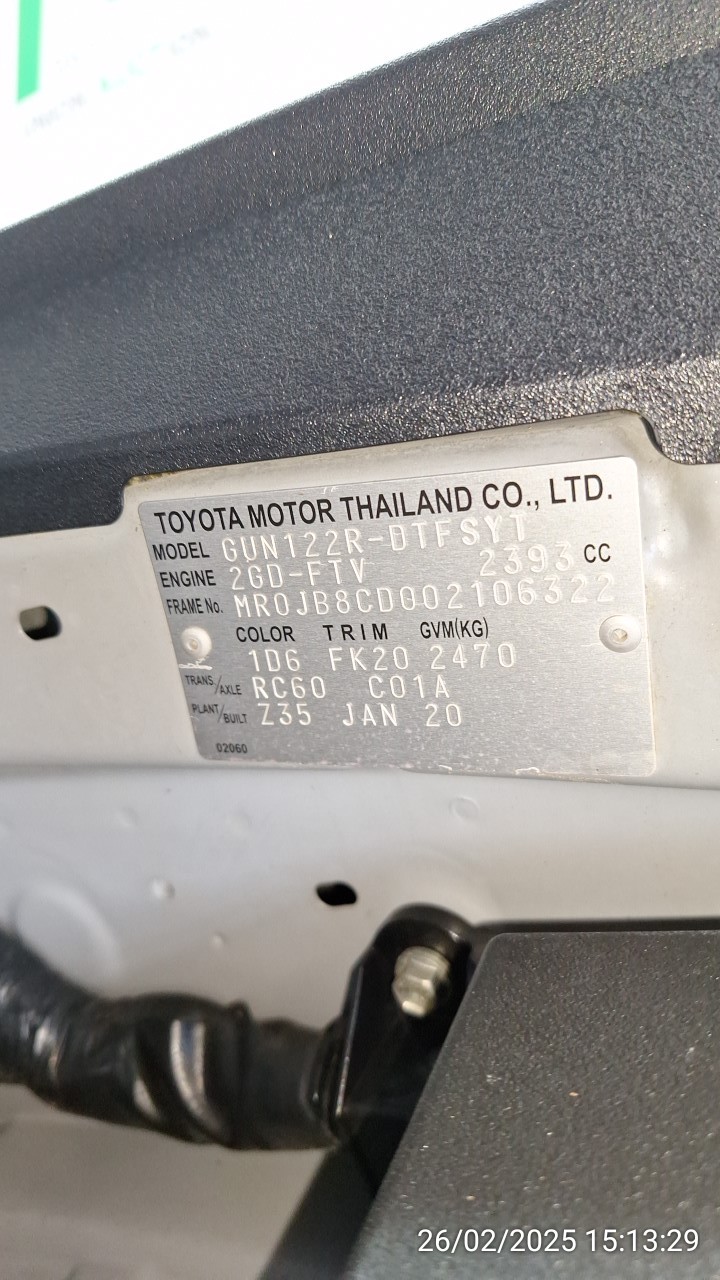 TOYOTA MOTOR THAILAND CO., LTD.
MODEL GUN122R-DTFSYT
ENGINE 2GD-FTV 2393 CC
FRAME No. MR0JB8CD002106322
COLOR TRIM GVM(KG)
1D6 FK20 2470
TRANS/AXLE RC60 C01A
PLANT/BUILT Z35 JAN 20
02060
26/02/2025 15:13:29